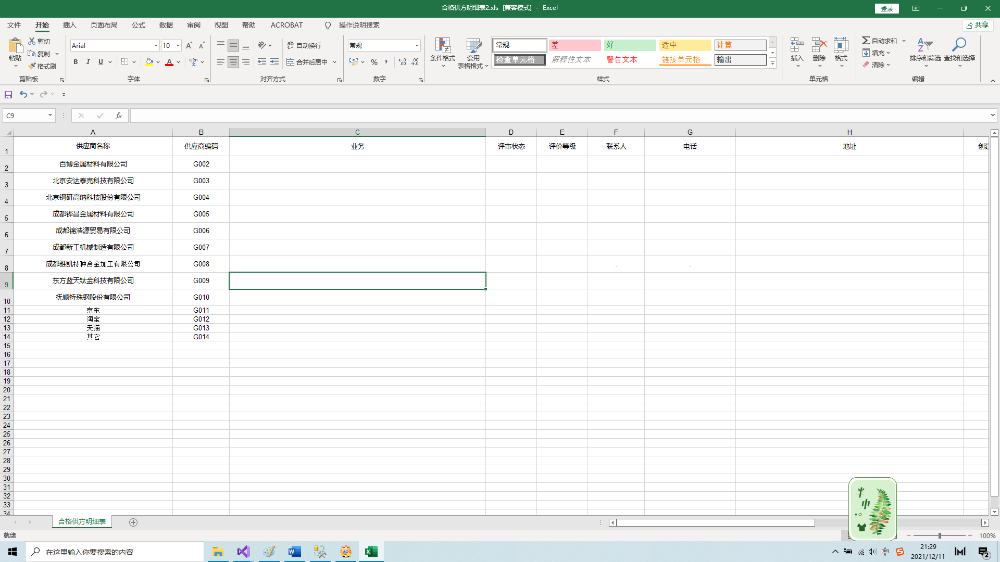 合格供方明细表2.xls [兼容模式] - Excel
登录
文件 开始 插入 页面布局 公式 数据 审阅 视图 帮助 ACROBAT 操作说明搜索
共享
粘贴 剪切 复制 格式刷
Arial 10
B I U wén
自动换行
合并后居中
常规
% ,
条件格式 套用表格格式
常规 差 好 适中 计算
检查单元格 解释性文本 警告文本 链接单元格 输出
插入 删除 格式
自动求和 填充 清除
排序和筛选 查找和选择
剪贴板 字体 对齐方式 数字 样式 单元格 编辑
C9 fx
A B C D E F G H
1 供应商名称 供应商编码 业务 评审状态 评价等级 联系人 电话 地址 创建
2 百博金属材料有限公司 G002
3 北京安达泰克科技有限公司 G003
4 北京钢研高纳科技股份有限公司 G004
5 成都铧昌金属材料有限公司 G005
6 成都锦浩源贸易有限公司 G006
7 成都新工机械制造有限公司 G007
8 成都雅凯特种合金加工有限公司 G008 . .
9 东方蓝天钛金科技有限公司 G009
10 抚顺特殊钢股份有限公司 G010
11 京东 G011
12 淘宝 G012
13 天猫 G013
14 其它 G014
15
16
17
18
19
20
21
22
23
24
25
26
27
28
29
30
31
32
33
34
合格供方明细表
半
中
就绪
100%
在这里输入你要搜索的内容
中
21:29
2021/12/11
2